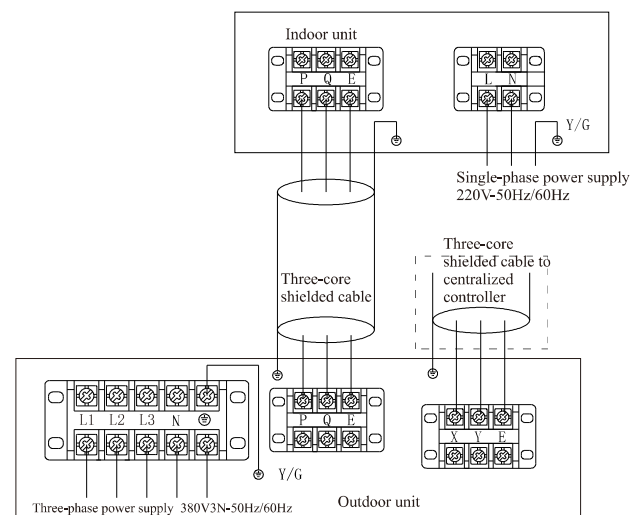 Indoor unit
P Q E
L N
Y/G
Single-phase power supply
220V-50Hz/60Hz
Three-core
shielded cable to
centralized
controller
Three-core
shielded cable
L1 L2 L3 N
P Q E
X Y E
Y/G
Three-phase power supply 380V3N-50Hz/60Hz
Outdoor unit